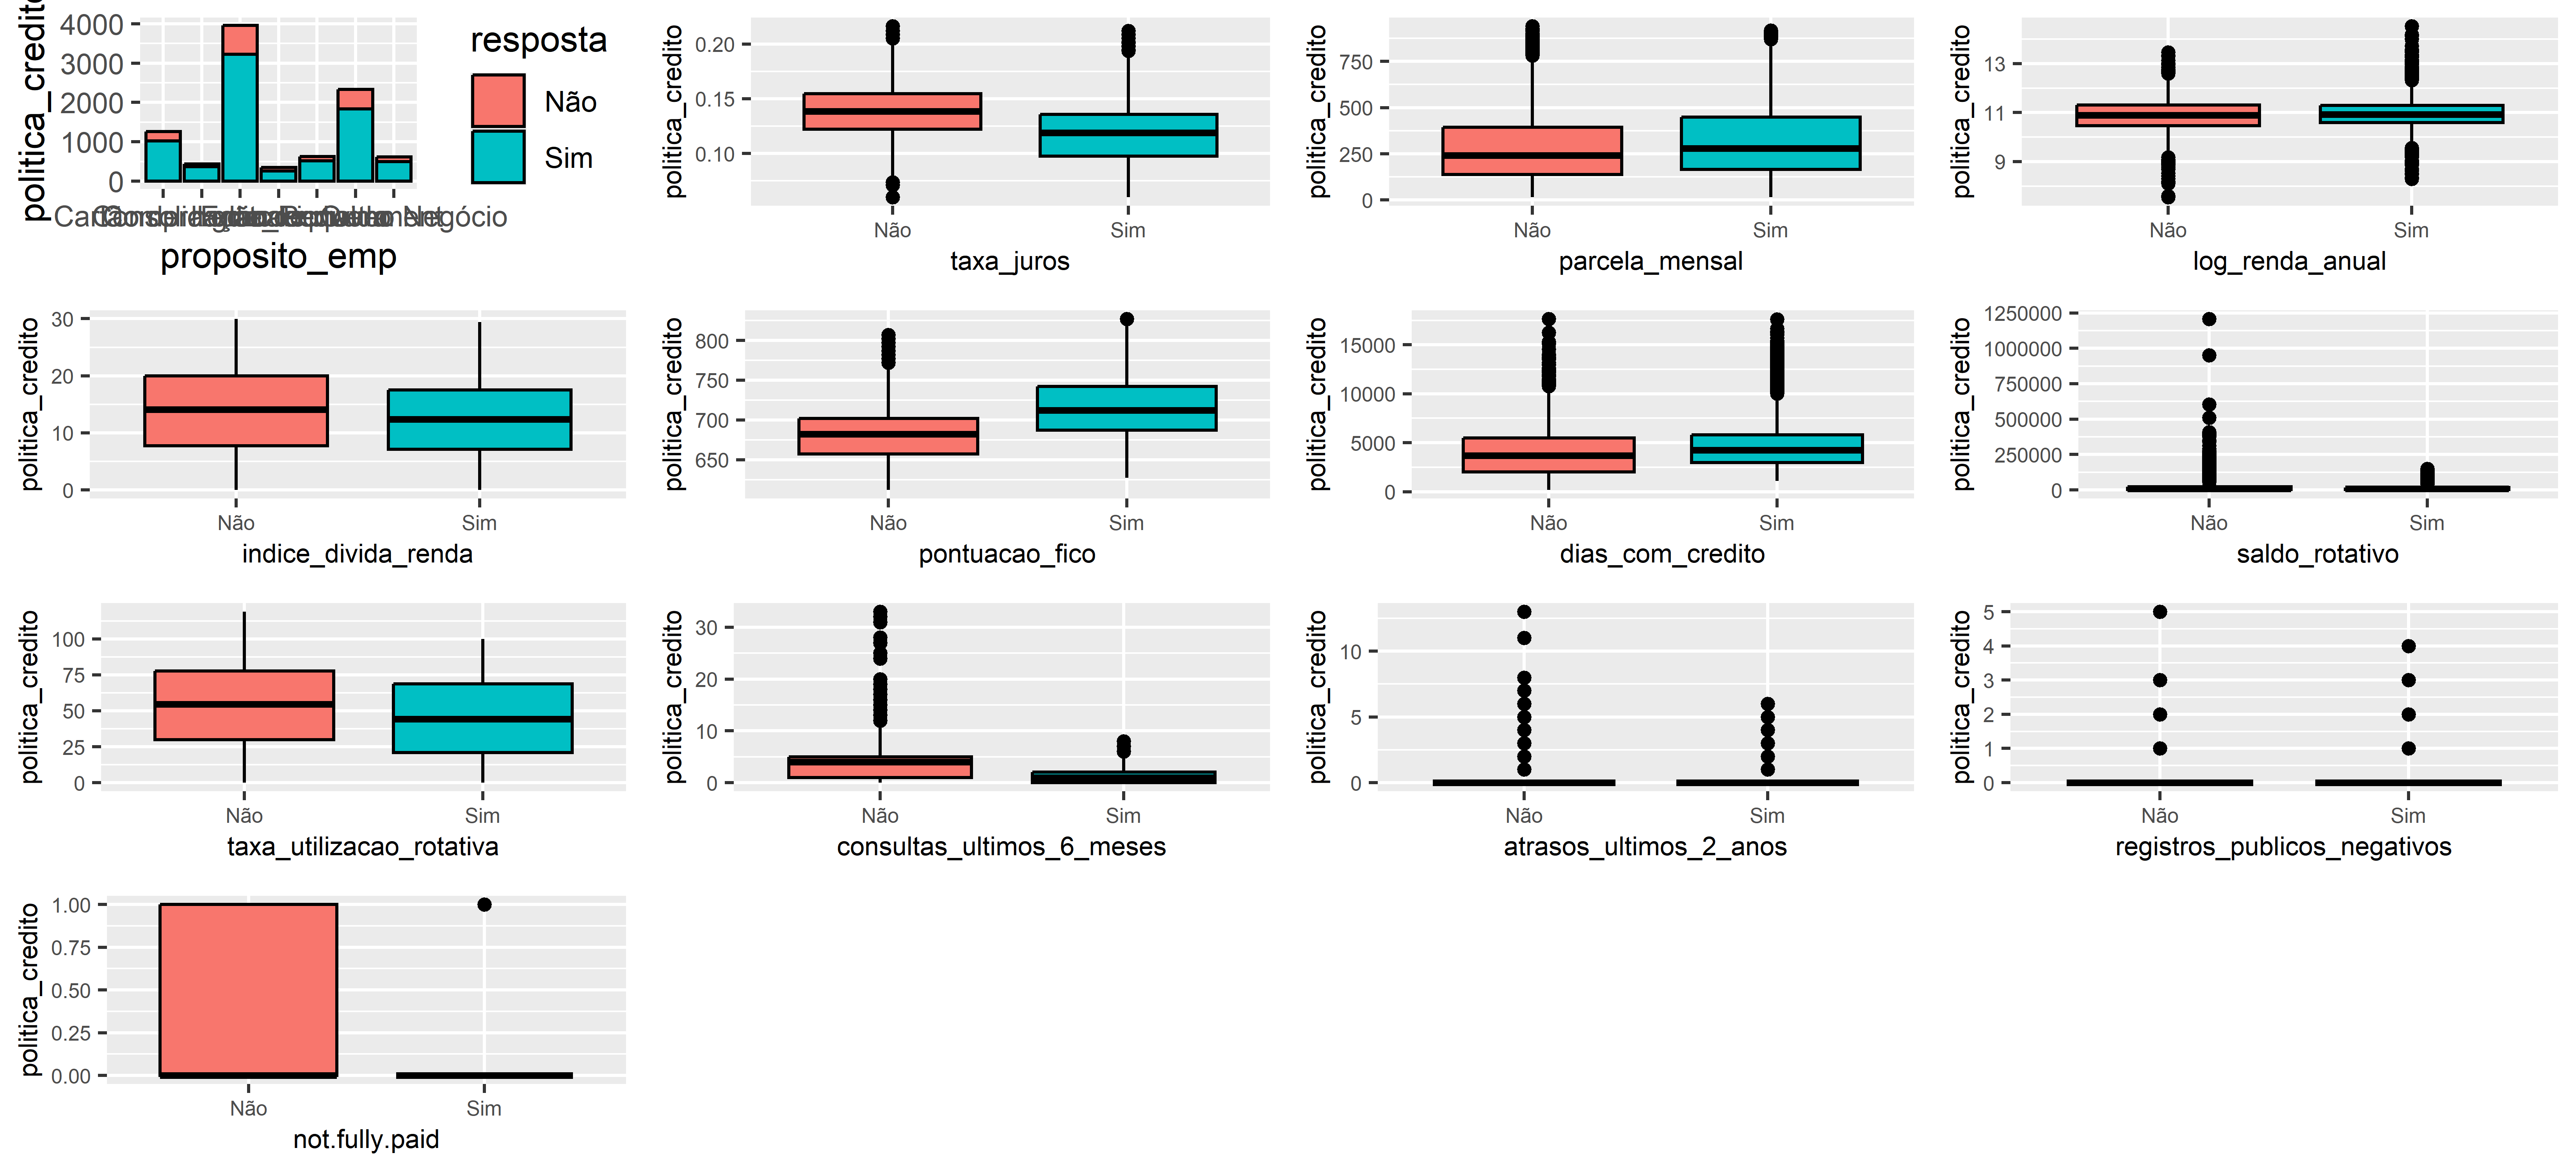 politica_credito
4000
3000
2000
1000
0
Negócio
proposito_emp
resposta
Não
Sim
politica_credito
0.20
0.15
0.10
Não Sim
taxa_juros
politica_credito
750
500
250
0
Não Sim
parcela_mensal
politica_credito
13
11
9
Não Sim
log_renda_anual
politica_credito
30
20
10
0
Não Sim
indice_divida_renda
politica_credito
800
750
700
650
Não Sim
pontuacao_fico
politica_credito
15000
10000
5000
0
Não Sim
dias_com_credito
politica_credito
1250000
1000000
750000
500000
250000
0
Não Sim
saldo_rotativo
politica_credito
100
75
50
25
0
Não Sim
taxa_utilizacao_rotativa
politica_credito
30
20
10
0
Não Sim
consultas_ultimos_6_meses
politica_credito
10
5
0
Não Sim
atrasos_ultimos_2_anos
politica_credito
5
4
3
2
1
0
Não Sim
registros_publicos_negativos
politica_credito
1.00
0.75
0.50
0.25
0.00
Não Sim
not.fully.paid